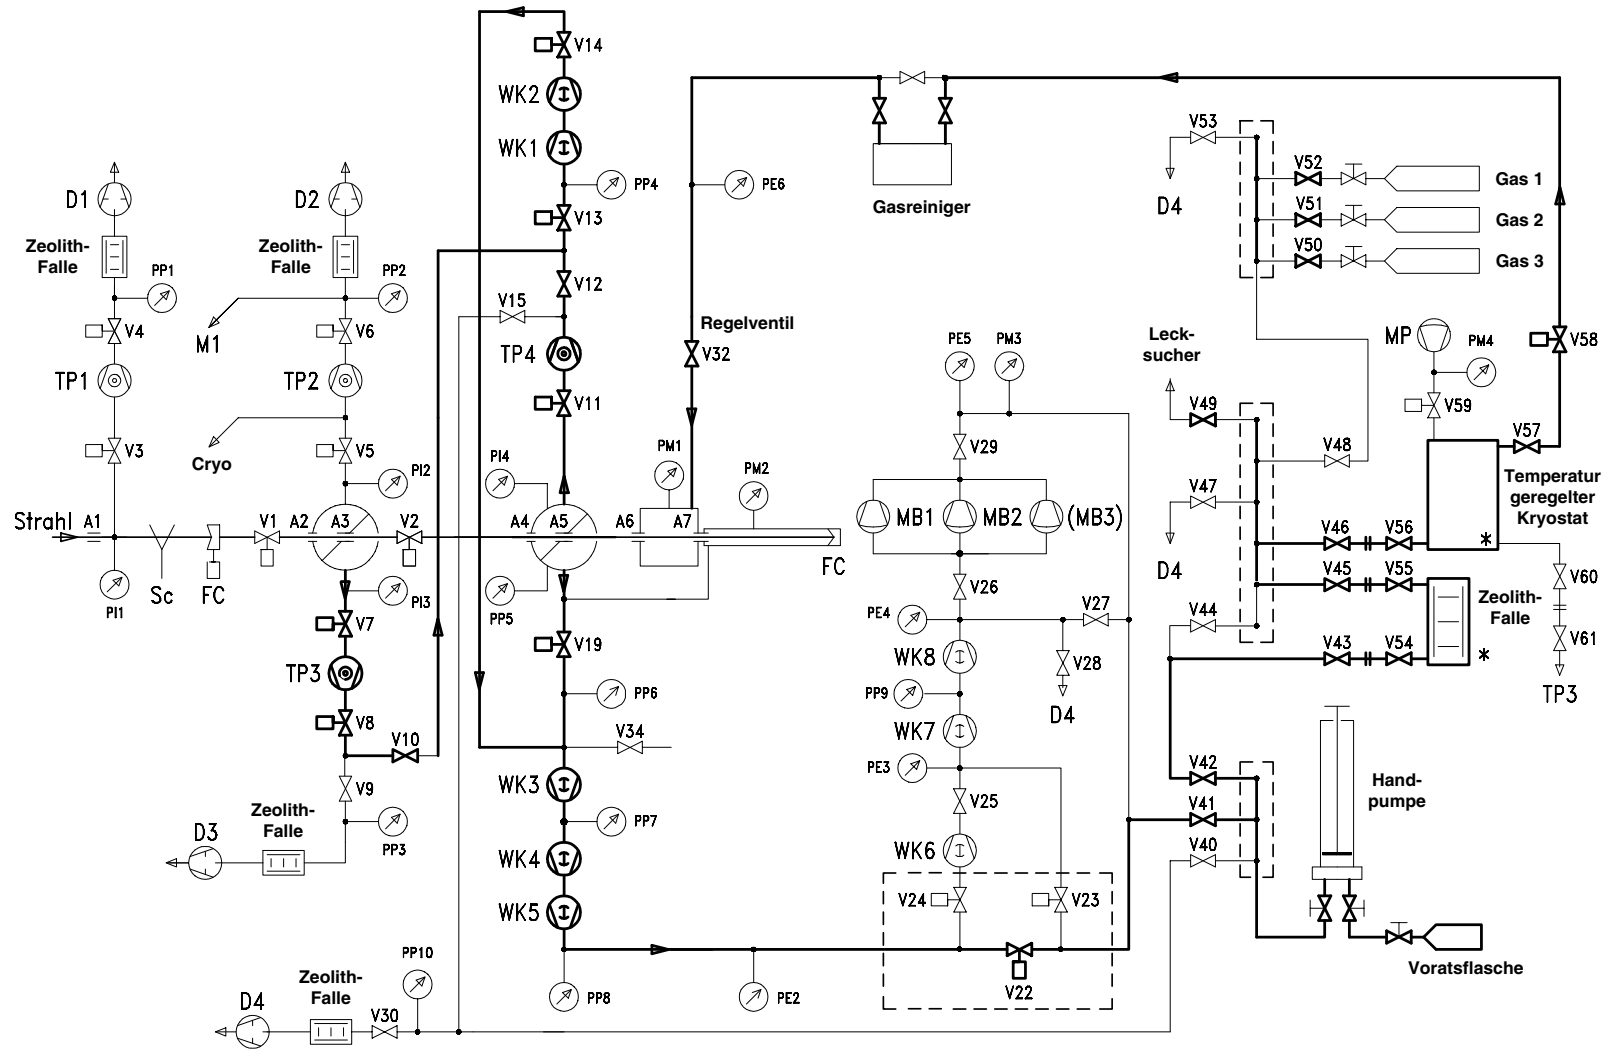 V14
WK2
WK1
PP4
V13
PE6
Gasreiniger
V53
D4
V52
Gas 1
V51
Gas 2
V50
Gas 3
D1
Zeolith-
Falle
PP1
V4
TP1
V3
D2
Zeolith-
Falle
PP2
M1
V6
TP2
Cryo
V5
PI2
V12
V15
TP4
V11
Regelventil
V32
PE5
PM3
Leck-
sucher
MP
PM4
V58
V59
V57
V49
V48
Temperatur
geregelter
Kryostat
*
V47
D4
V46
V56
V45
V55
Zeolith-
Falle
*
V44
V43
V54
V60
V61
TP3
Strahl
A1
PI1
Sc
FC
V1
A2
A3
V2
PI3
V7
TP3
V8
V10
V9
PP3
D3
Zeolith-
Falle
PI4
A4
A5
PP5
PM1
A6
A7
PM2
FC
V19
PP6
V34
WK3
PP7
WK4
WK5
PP8
PE2
V29
MB1
MB2
(MB3)
V26
PE4
V27
V28
D4
WK8
PP9
WK7
PE3
V25
WK6
V24
V23
V22
V42
V41
V40
Hand-
pumpe
Voratsflasche
D4
Zeolith-
Falle
V30
PP10